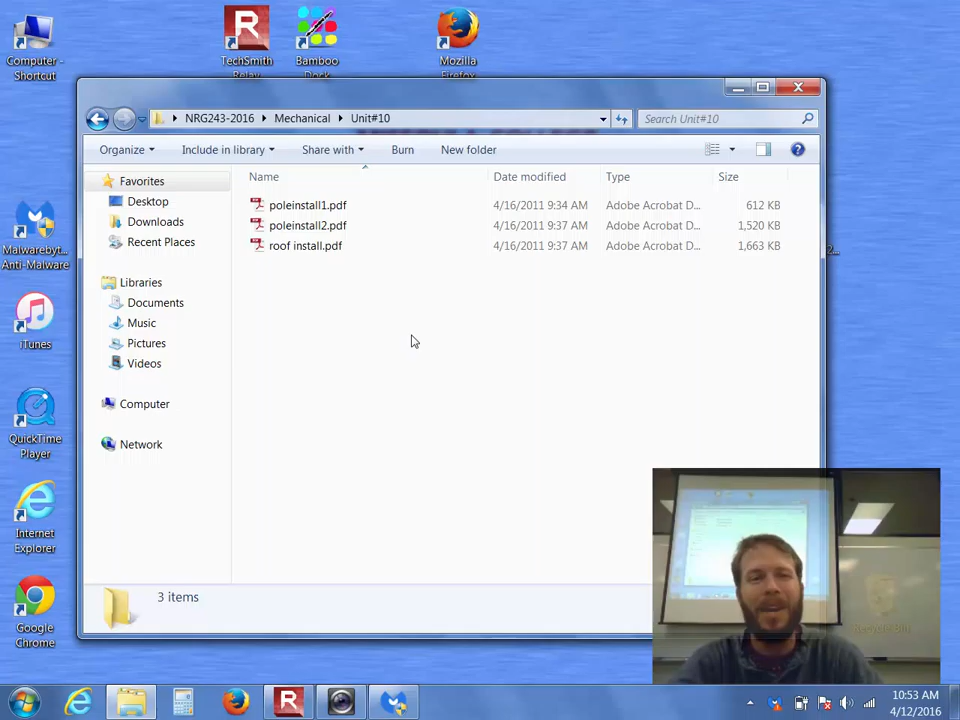 Computer -
Shortcut
TechSmith
Relay
Bamboo
Dock
Mozilla
Firefox
NRG243-2016 Mechanical Unit#10
Search Unit#10
Organize Include in library Share with Burn New folder
Name Date modified Type Size
poleinstall1.pdf 4/16/2011 9:34 AM Adobe Acrobat D... 612 KB
poleinstall2.pdf 4/16/2011 9:37 AM Adobe Acrobat D... 1,520 KB
roof install.pdf 4/16/2011 9:37 AM Adobe Acrobat D... 1,663 KB
Favorites
Desktop
Downloads
Recent Places
Libraries
Documents
Music
Pictures
Videos
Computer
Network
3 items
Malwareby...
Anti-Malware
iTunes
QuickTime
Player
Internet
Explorer
Google
Chrome
Recycle Bin
10:53 AM
4/12/2016